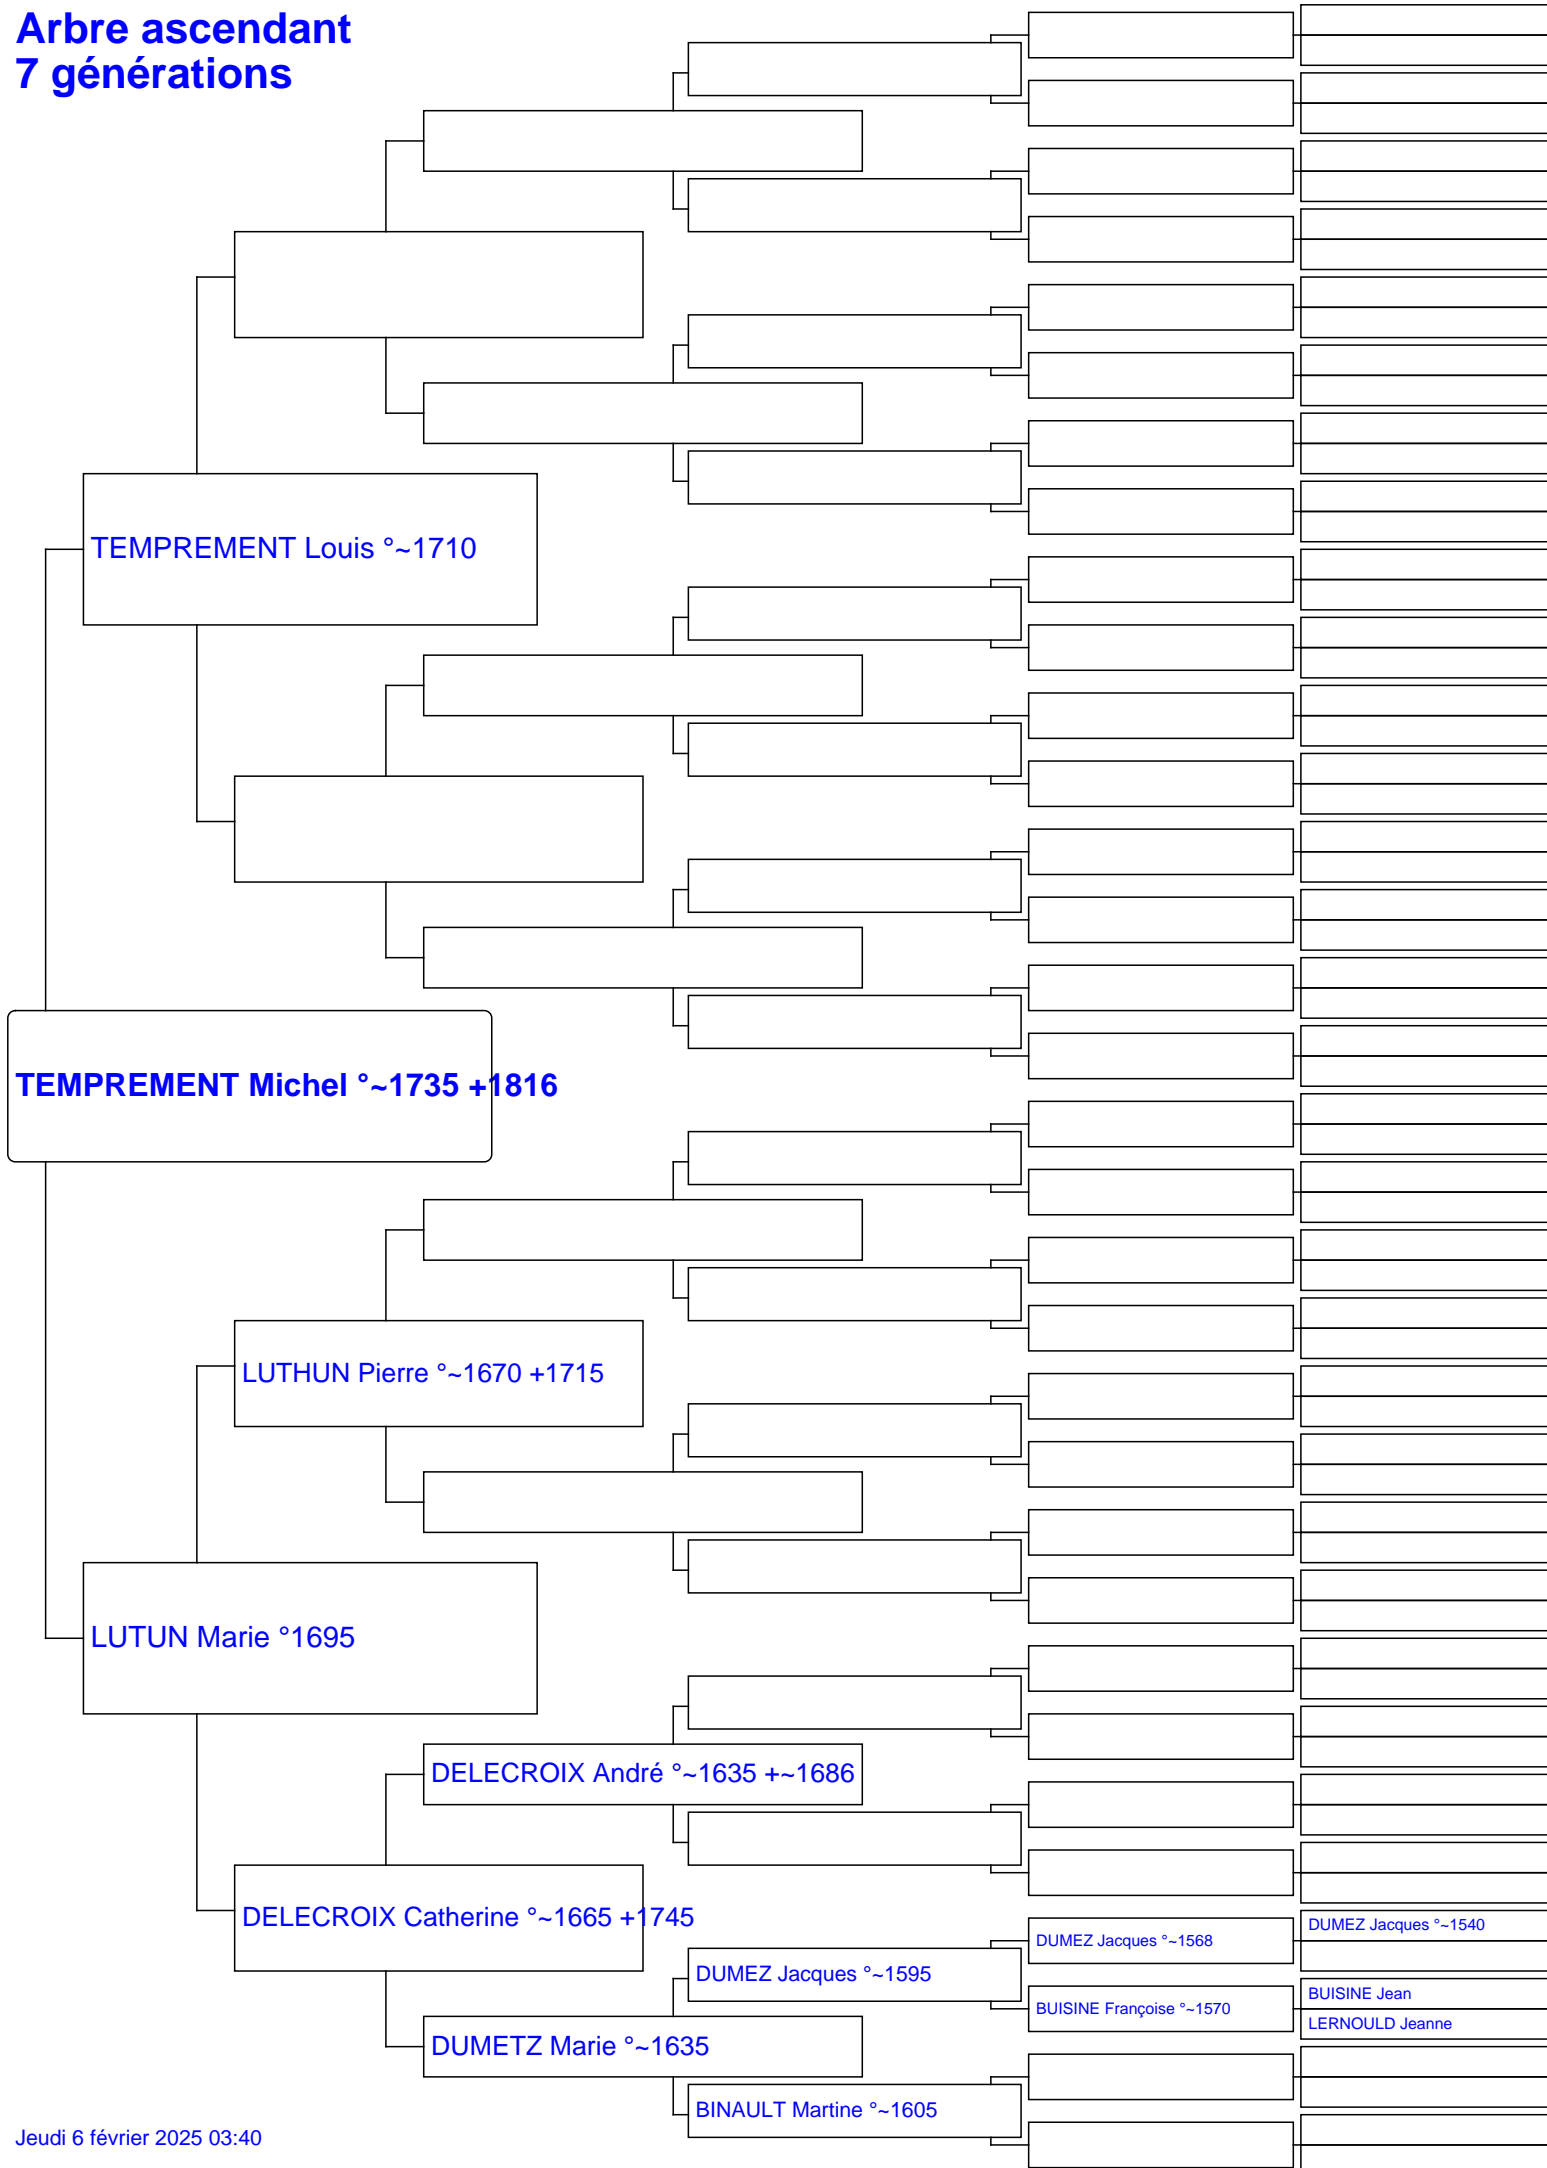 Arbre ascendant
7 générations
TEMPREMENT Louis °~1710
TEMPREMENT Michel °~1735 +1816
LUTHUN Pierre °~1670 +1715
LUTUN Marie °1695
DELECROIX André °~1635 +~1686
DELECROIX Catherine °~1665 +1745
DUMEZ Jacques °~1540
DUMEZ Jacques °~1568
DUMEZ Jacques °~1595
BUISINE Jean
BUISINE Françoise °~1570
LERNOULD Jeanne
DUMETZ Marie °~1635
BINAULT Martine °~1605
Jeudi 6 février 2025 03:40